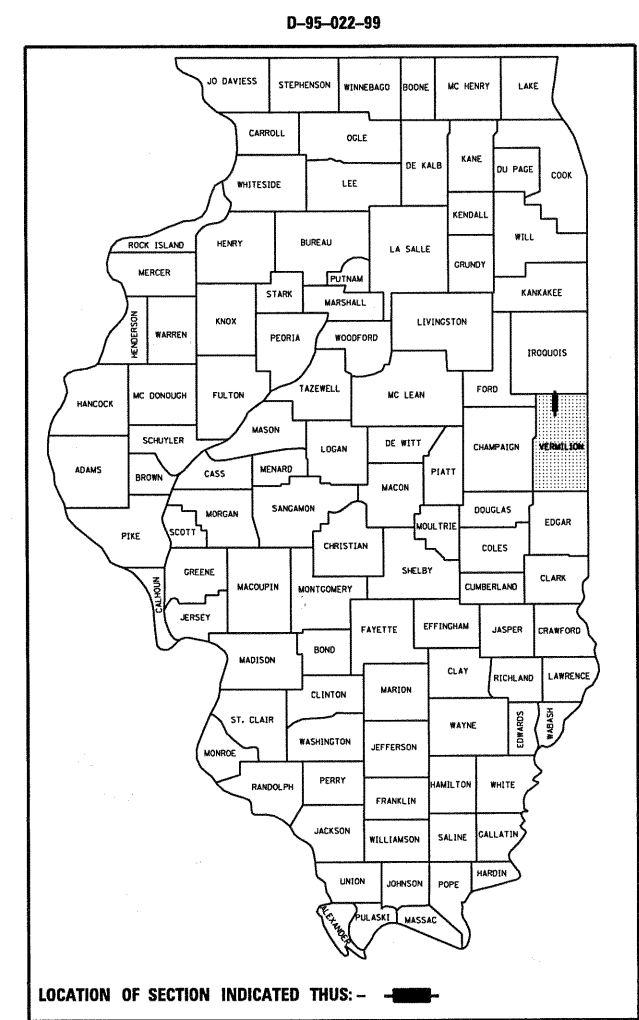 D-95-022-99
JO DAVIESS STEPHENSON WINNEBAGO BOONE MC HENRY LAKE
CARROLL OGLE DE KALB KANE DU PAGE COOK
WHITESIDE LEE
KENDALL WILL
ROCK ISLAND HENRY BUREAU LA SALLE GRUNDY
MERCER PUTNAM KANKAKEE
STARK MARSHALL
HENDERSON WARREN KNOX PEORIA WOODFORD LIVINGSTON IROQUOIS
HANCOCK MC DONOUGH FULTON TAZEWELL MC LEAN FORD
SCHUYLER MASON LOGAN DE WITT CHAMPAIGN VERMILION
ADAMS BROWN CASS MENARD PIATT
MACON
MORGAN SANGAMON DOUGLAS EDGAR
PIKE SCOTT CHRISTIAN MOULTRIE COLES
GREENE MACOUPIN MONTGOMERY SHELBY CUMBERLAND CLARK
CALHOUN JERSEY
FAYETTE EFFINGHAM JASPER CRAWFORD
MADISON BOND
CLINTON MARION CLAY RICHLAND LAWRENCE
ST. CLAIR WAYNE EDWARDS WABASH
MONROE WASHINGTON JEFFERSON
RANDOLPH PERRY HAMILTON WHITE
FRANKLIN
JACKSON WILLIAMSON SALINE GALLATIN
UNION JOHNSON POPE HARDIN
ALEXANDER PULASKI MASSAC
LOCATION OF SECTION INDICATED THUS: -